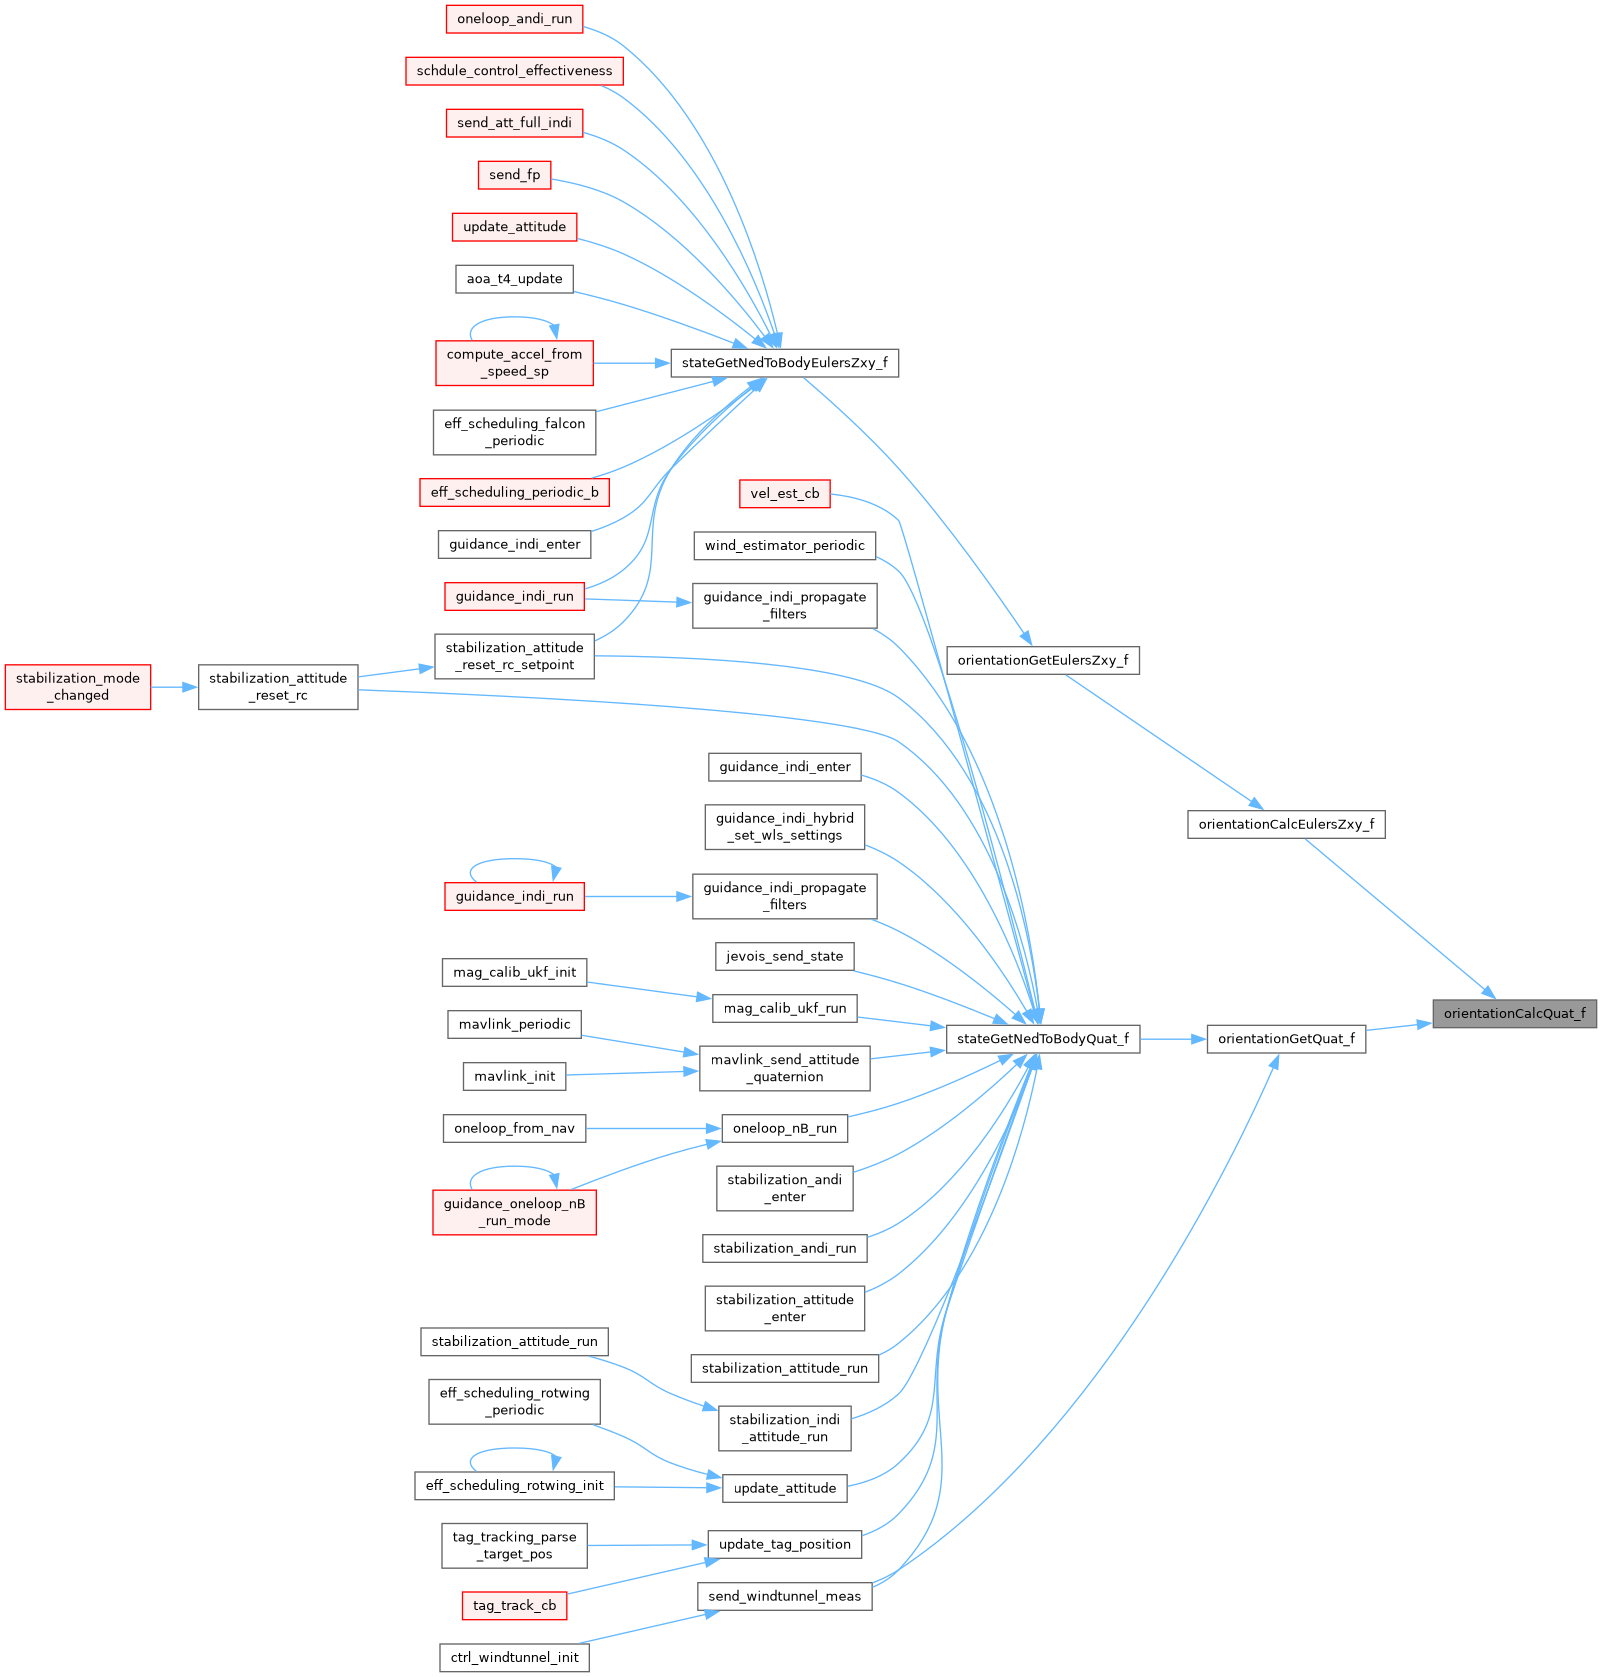 oneloop_andi_run
schdule_control_effectiveness
send_att_full_indi
send_fp
update_attitude
aoa_t4_update
compute_accel_from
_speed_sp
stateGetNedToBodyEulersZxy_f
eff_scheduling_falcon
_periodic
eff_scheduling_periodic_b
vel_est_cb
guidance_indi_enter
wind_estimator_periodic
guidance_indi_run
guidance_indi_propagate
_filters
stabilization_attitude
_reset_rc_setpoint
orientationGetEulersZxy_f
stabilization_mode
_changed
stabilization_attitude
_reset_rc
guidance_indi_enter
guidance_indi_hybrid
_set_wls_settings
orientationCalcEulersZxy_f
guidance_indi_run
guidance_indi_propagate
_filters
jevois_send_state
mag_calib_ukf_init
mag_calib_ukf_run
orientationCalcQuat_f
mavlink_periodic
stateGetNedToBodyQuat_f
orientationGetQuat_f
mavlink_send_attitude
_quaternion
mavlink_init
oneloop_from_nav
oneloop_nB_run
stabilization_andi
_enter
guidance_oneloop_nB
_run_mode
stabilization_andi_run
stabilization_attitude
_enter
stabilization_attitude_run
stabilization_attitude_run
eff_scheduling_rotwing
_periodic
stabilization_indi
_attitude_run
eff_scheduling_rotwing_init
update_attitude
tag_tracking_parse
_target_pos
update_tag_position
tag_track_cb
send_windtunnel_meas
ctrl_windtunnel_init